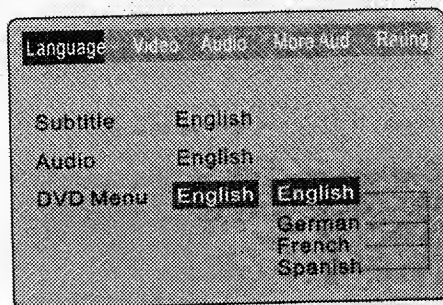 Language Video Audio More Aud Rating
Subtitle English
Audio English
DVD Menu English English
German
French
Spanish